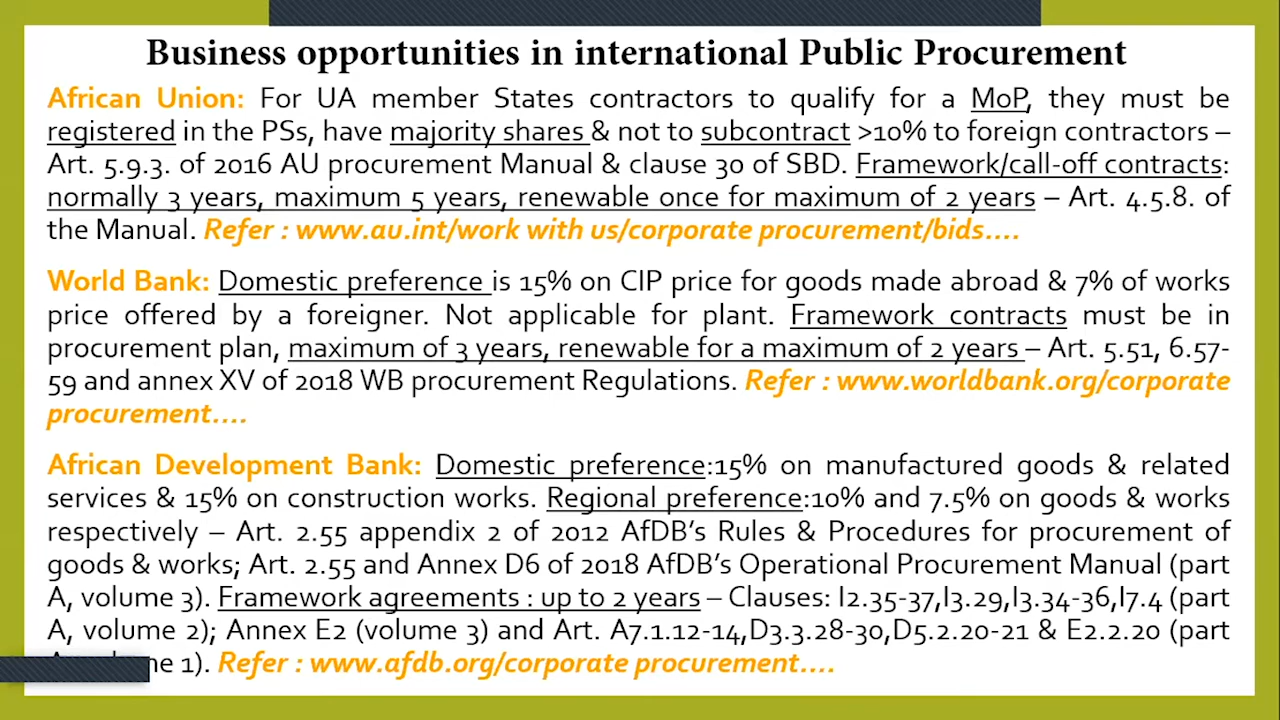 Business opportunities in international Public Procurement
African Union: For UA member States contractors to qualify for a MoP, they must be
registered in the PSs, have majority shares & not to subcontract >10% to foreign contractors –
Art. 5.9.3. of 2016 AU procurement Manual & clause 30 of SBD. Framework/call-off contracts:
normally 3 years, maximum 5 years, renewable once for maximum of 2 years – Art. 4.5.8. of
the Manual. Refer : www.au.int/work with us/corporate procurement/bids....
World Bank: Domestic preference is 15% on CIP price for goods made abroad & 7% of works
price offered by a foreigner. Not applicable for plant. Framework contracts must be in
procurement plan, maximum of 3 years, renewable for a maximum of 2 years – Art. 5.51, 6.57-
59 and annex XV of 2018 WB procurement Regulations. Refer : www.worldbank.org/corporate
procurement....
African Development Bank: Domestic preference:15% on manufactured goods & related
services & 15% on construction works. Regional preference:10% and 7.5% on goods & works
respectively – Art. 2.55 appendix 2 of 2012 AfDB's Rules & Procedures for procurement of
goods & works; Art. 2.55 and Annex D6 of 2018 AfDB's Operational Procurement Manual (part
A, volume 3). Framework agreements : up to 2 years – Clauses: I2.35-37,I3.29,I3.34-36,I7.4 (part
A, volume 2); Annex E2 (volume 3) and Art. A7.1.12-14,D3.3.28-30,D5.2.20-21 & E2.2.20 (part
1). Refer : www.afdb.org/corporate procurement....